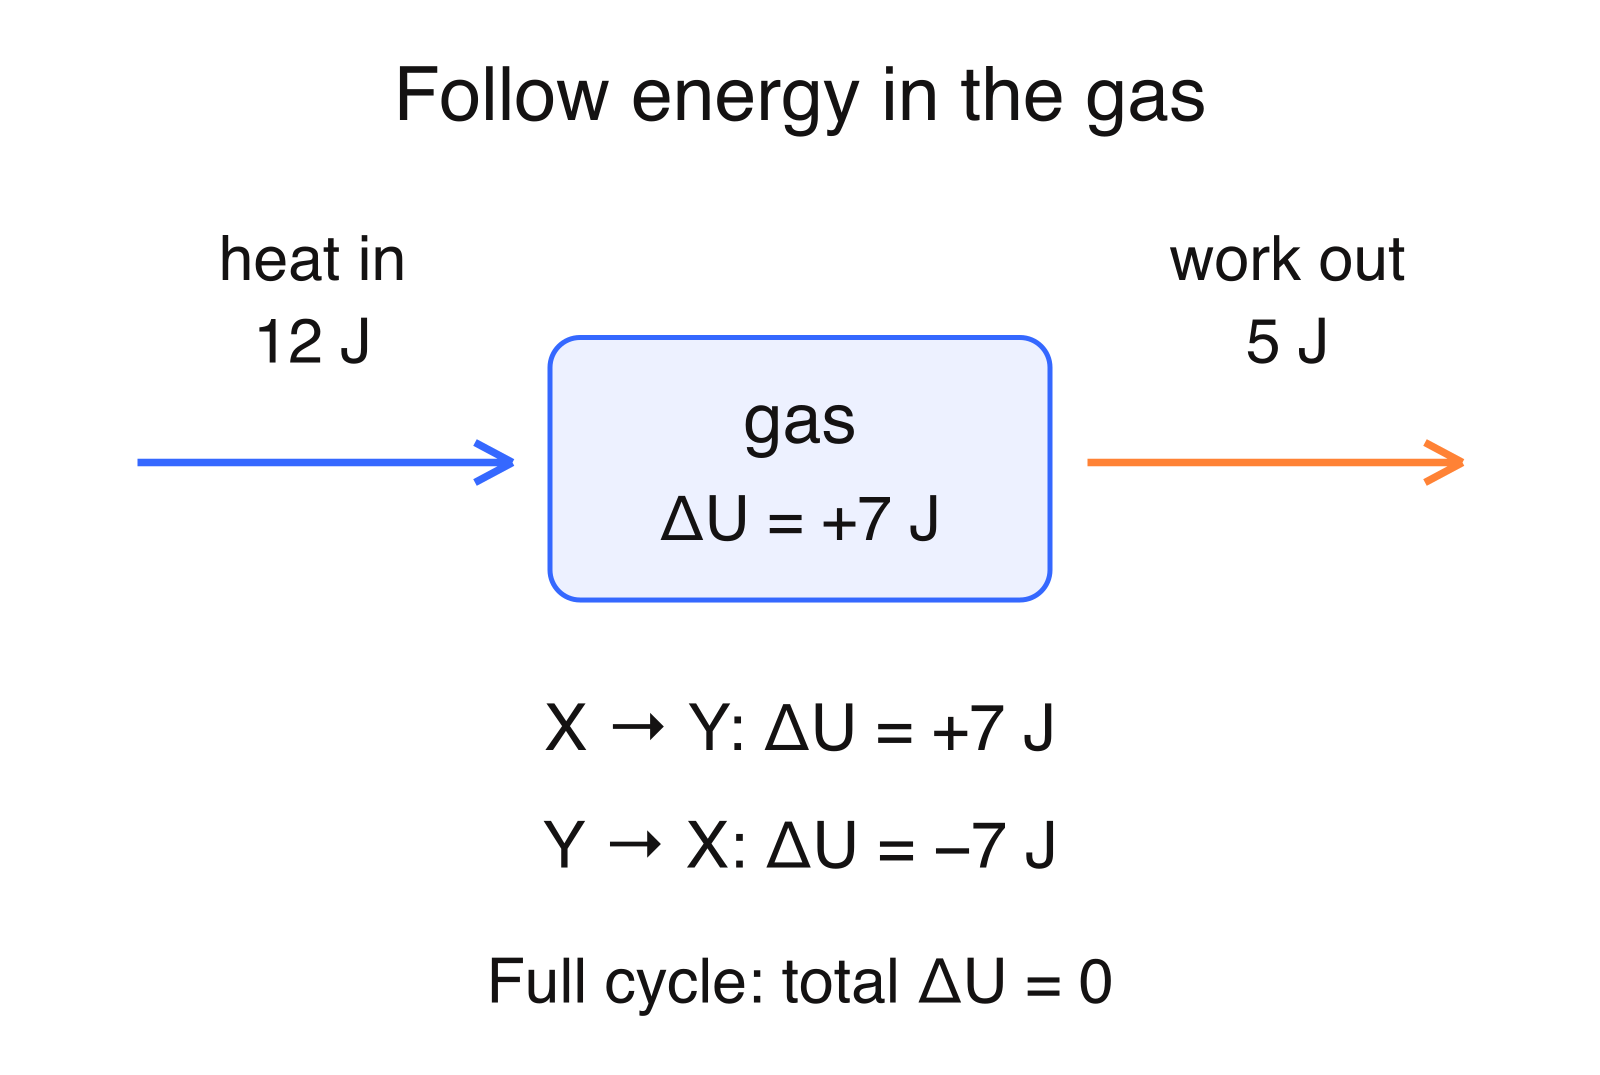 Follow energy in the gas
heat in
12 J
work out
5 J
gas
ΔU = +7 J
X → Y: ΔU = +7 J
Y → X: ΔU = −7 J
Full cycle: total ΔU = 0